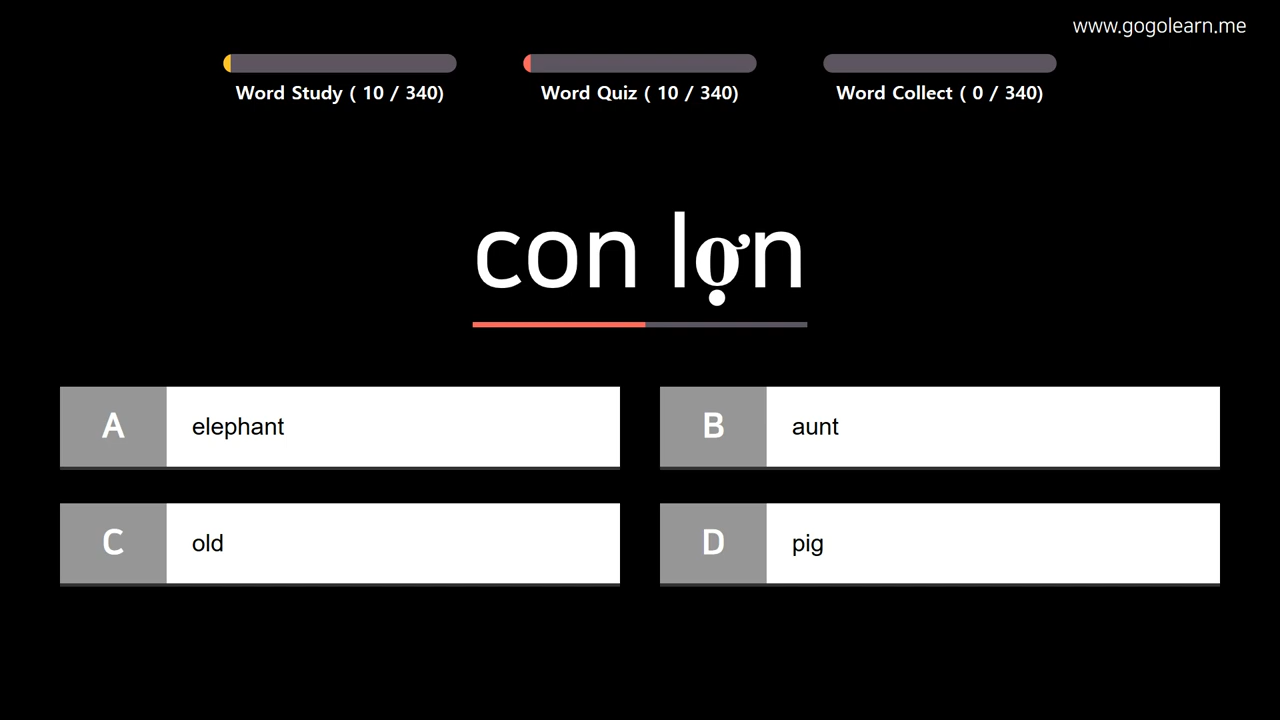 www.gogolearn.me
Word Study ( 10 / 340)
Word Quiz ( 10 / 340)
Word Collect ( 0 / 340)
con lợn
A elephant
B aunt
C old
D pig